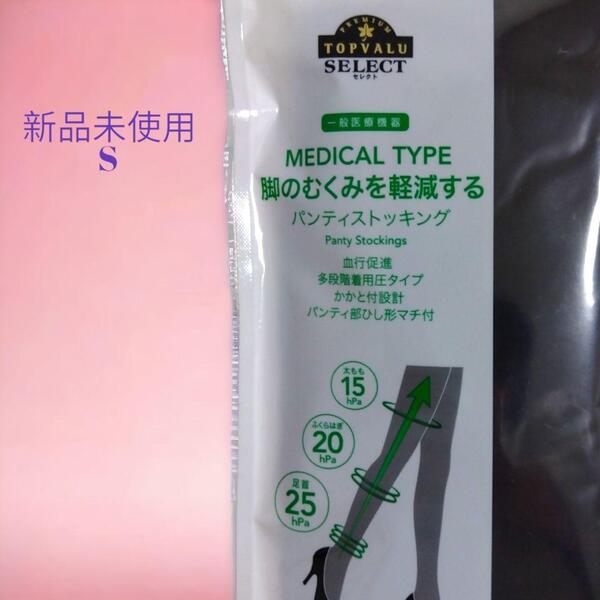 新品未使用
S
PREMIUM
TOPVALU
SELECT
セレクト
一般医療機器
MEDICAL TYPE
脚のむくみを軽減する
パンティストッキング
Panty Stockings
血行促進
多段階着用圧タイプ
かかと付設計
パンティ部ひし形マチ付
太もも
15
hPa
ふくらはぎ
20
hPa
足首
25
hPa